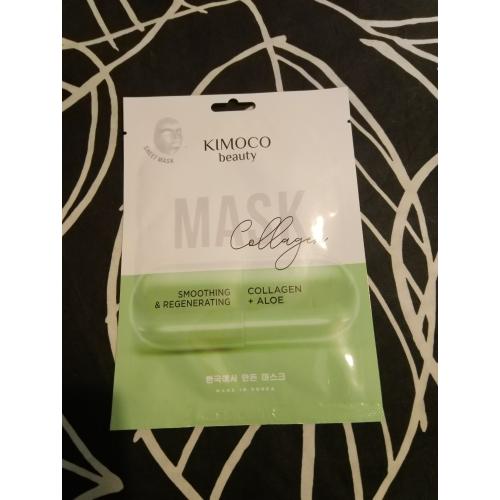 SHEET MASK
KIMOCO
beauty
MASK
Collagen
SMOOTHING
& REGENERATING
COLLAGEN
+ ALOE
한국에서 만든 마스크
MADE IN KOREA